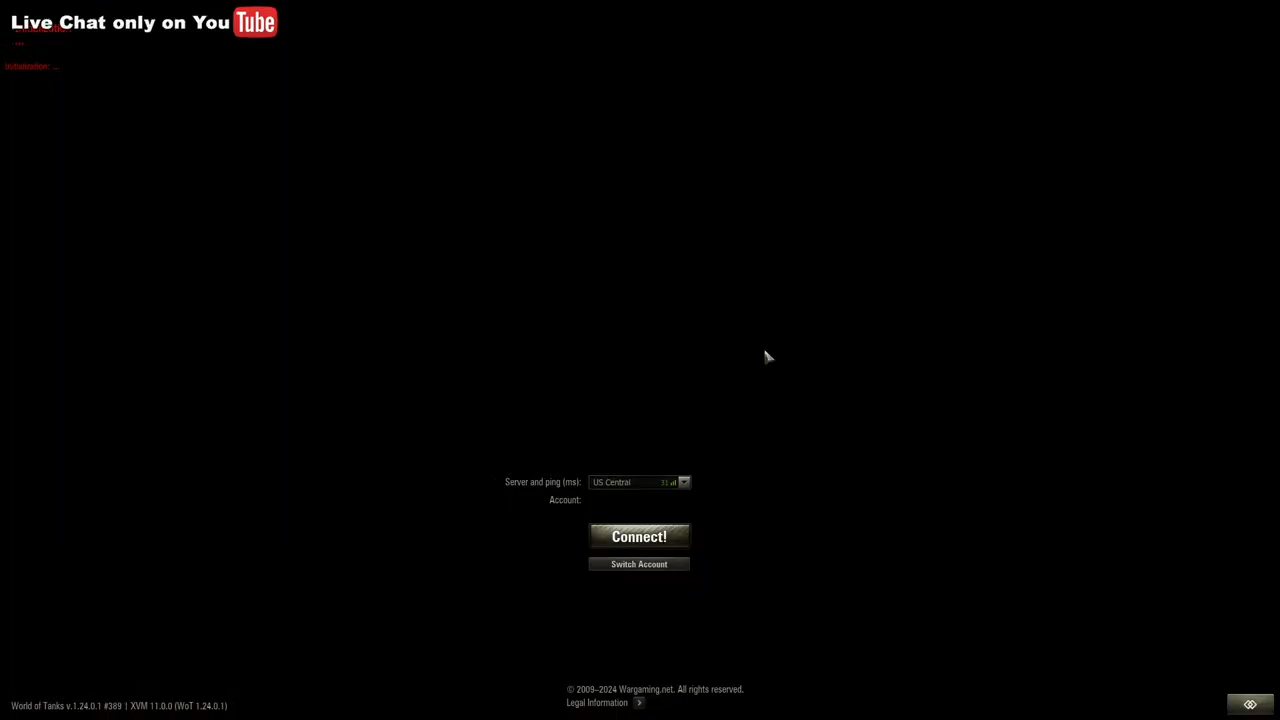 Live Chat only on YouTube
Initialization: ...
Server and ping (ms): US Central 31
Account:
Connect!
Switch Account
© 2009–2024 Wargaming.net. All rights reserved.
Legal Information
World of Tanks v.1.24.0.1 #389 | XVM 11.0.0 (WoT 1.24.0.1)